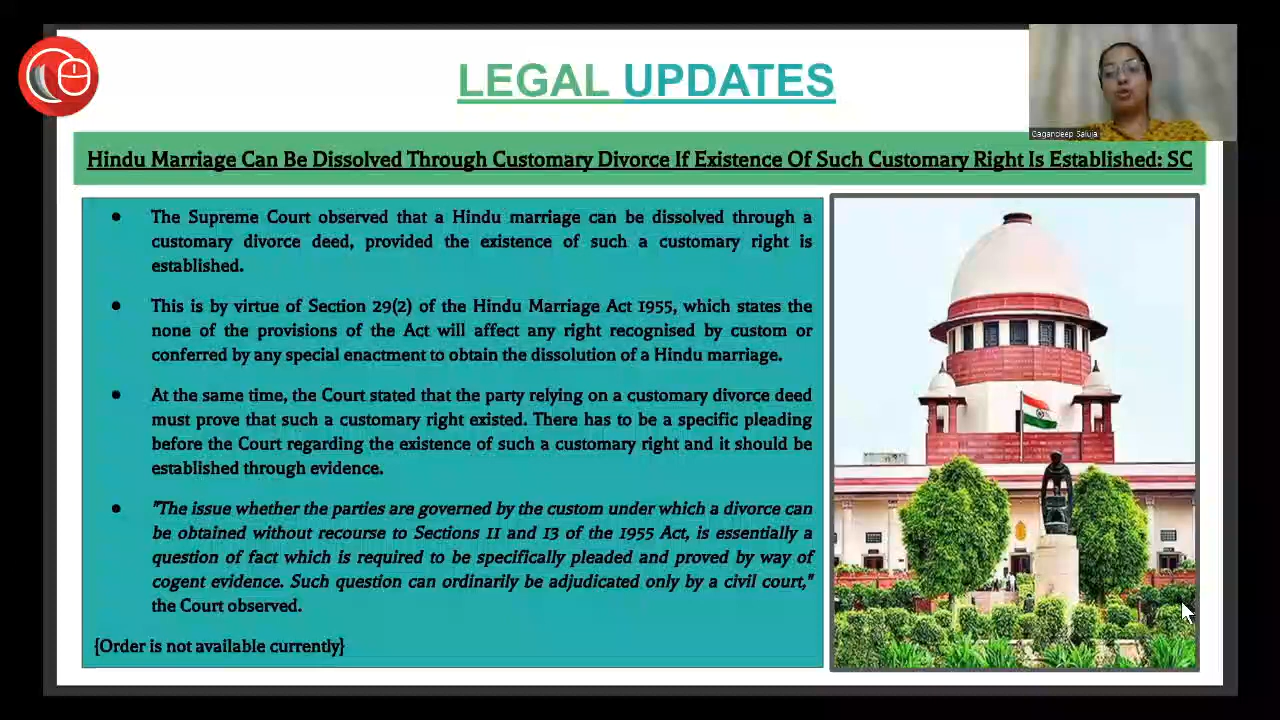 LEGAL UPDATES
Gagandeep Saluja
Hindu Marriage Can Be Dissolved Through Customary Divorce If Existence Of Such Customary Right Is Established: SC
● The Supreme Court observed that a Hindu marriage can be dissolved through a
customary divorce deed, provided the existence of such a customary right is
established.
● This is by virtue of Section 29(2) of the Hindu Marriage Act 1955, which states the
none of the provisions of the Act will affect any right recognised by custom or
conferred by any special enactment to obtain the dissolution of a Hindu marriage.
● At the same time, the Court stated that the party relying on a customary divorce deed
must prove that such a customary right existed. There has to be a specific pleading
before the Court regarding the existence of such a customary right and it should be
established through evidence.
● "The issue whether the parties are governed by the custom under which a divorce can
be obtained without recourse to Sections 11 and 13 of the 1955 Act, is essentially a
question of fact which is required to be specifically pleaded and proved by way of
cogent evidence. Such question can ordinarily be adjudicated only by a civil court,"
the Court observed.
{Order is not available currently}